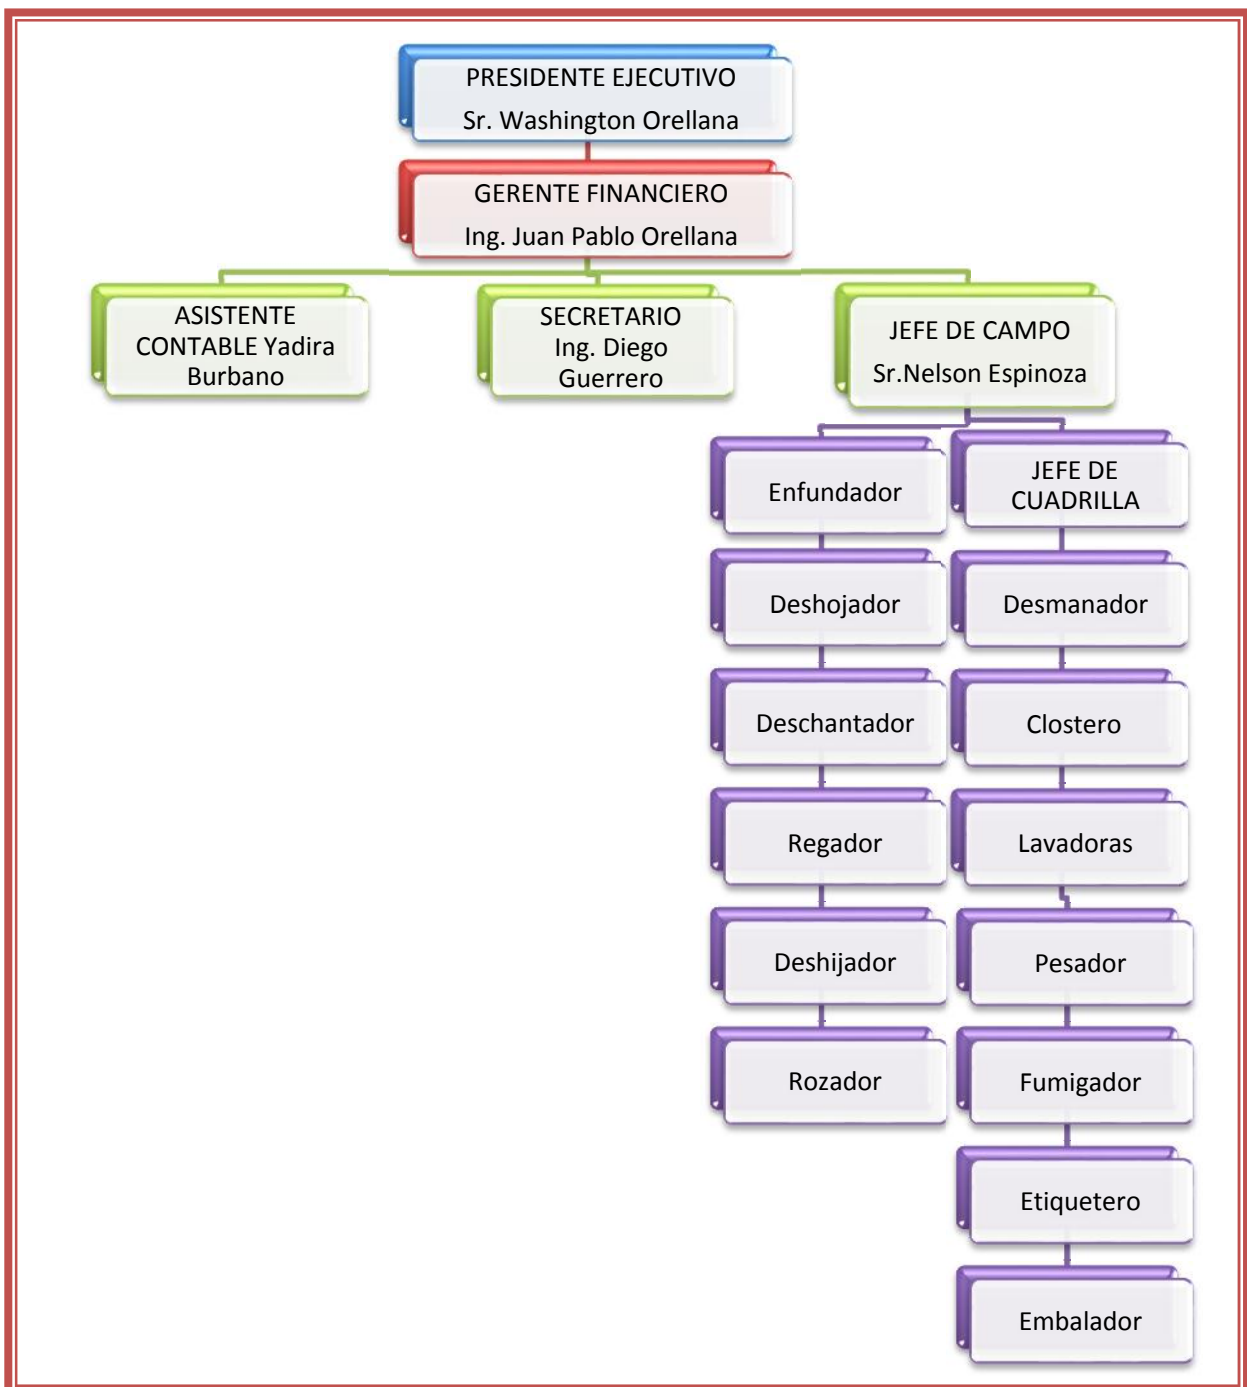 PRESIDENTE EJECUTIVO
Sr. Washington Orellana
GERENTE FINANCIERO
Ing. Juan Pablo Orellana
ASISTENTE
CONTABLE Yadira
Burbano
SECRETARIO
Ing. Diego
Guerrero
JEFE DE CAMPO
Sr.Nelson Espinoza
Enfundador
Deshojador
Deschantador
Regador
Deshijador
Rozador
JEFE DE
CUADRILLA
Desmanador
Clostero
Lavadoras
Pesador
Fumigador
Etiquetero
Embalador